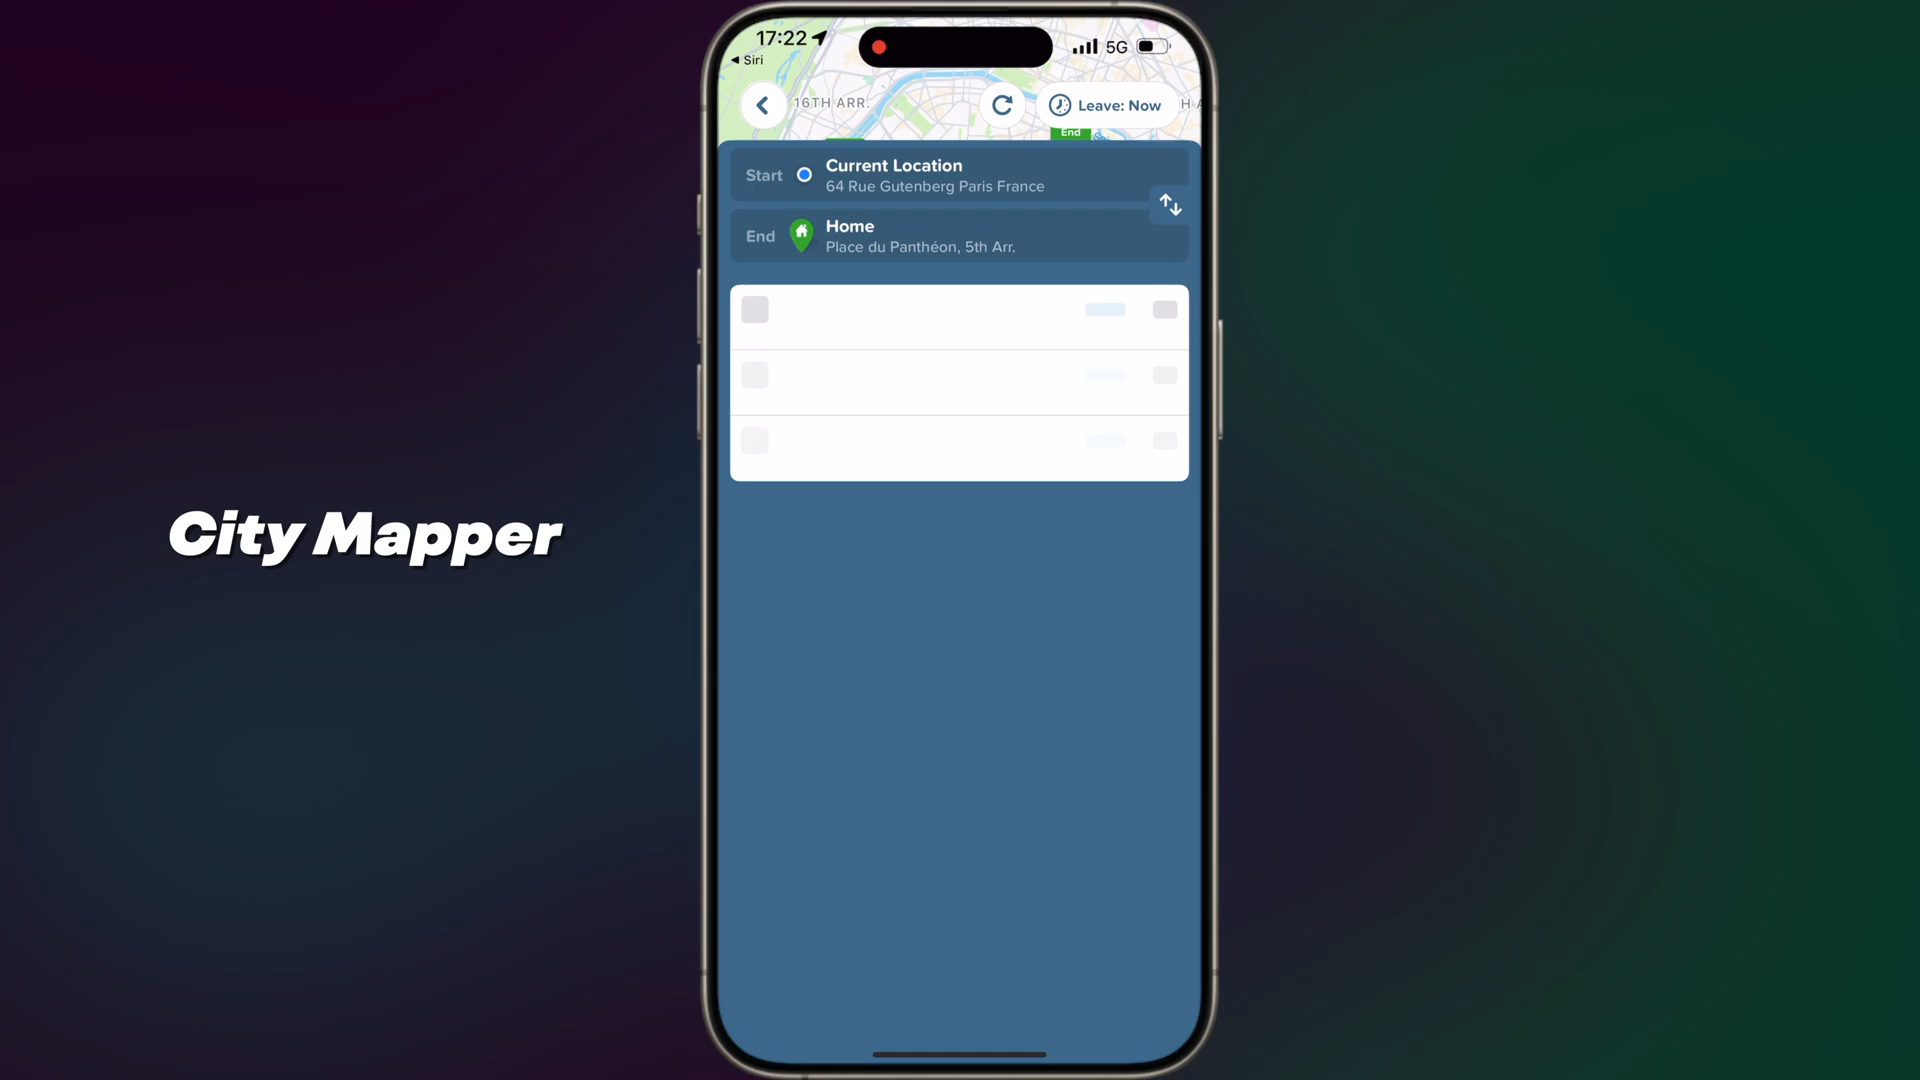 17:22
5G
Siri
16TH ARR.
Leave: Now
End
Start
Current Location
64 Rue Gutenberg Paris France
End
Home
Place du Panthéon, 5th Arr.
City Mapper